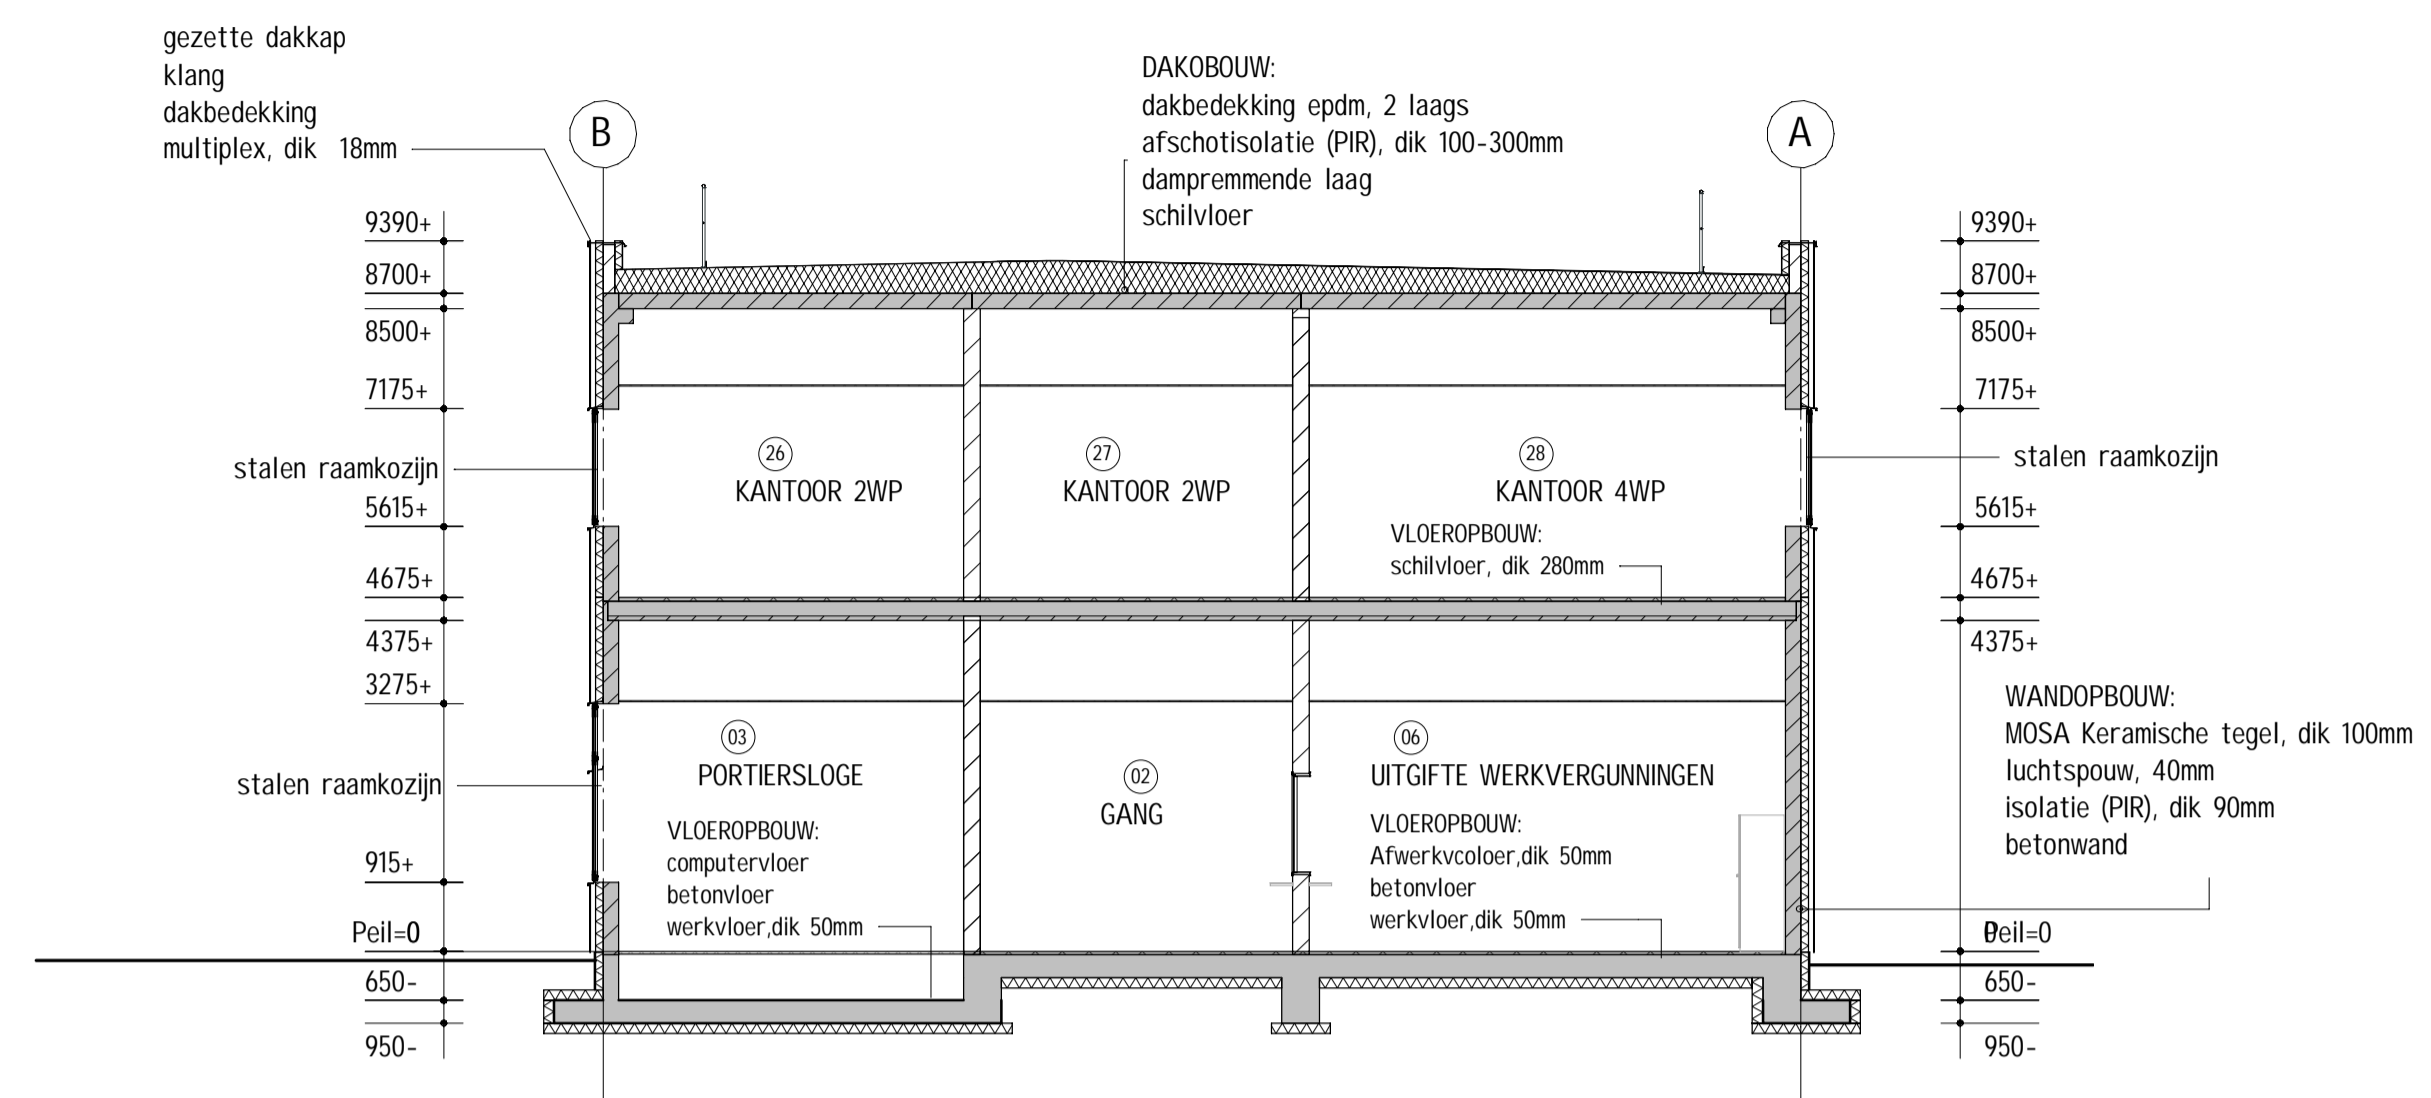 gezette dakkap
klang
dakbedekking
multiplex, dik 18mm
B
DAKOBOUW:
dakbedekking epdm, 2 laags
afschotisolatie (PIR), dik 100-300mm
dampremmende laag
schilvloer
A
9390+
8700+
8500+
7175+
stalen raamkozijn
5615+
4675+
4375+
3275+
stalen raamkozijn
915+
Peil=0
650-
950-
26
KANTOOR 2WP
27
KANTOOR 2WP
28
KANTOOR 4WP
VLOEROPBOUW:
schilvloer, dik 280mm
03
PORTIERSLOGE
VLOEROPBOUW:
computervloer
betonvloer
werkvloer,dik 50mm
02
GANG
06
UITGIFTE WERKVERGUNNINGEN
VLOEROPBOUW:
Afwerkvcoloer,dik 50mm
betonvloer
werkvloer,dik 50mm
9390+
8700+
8500+
7175+
stalen raamkozijn
5615+
4675+
4375+
WANDOPBOUW:
MOSA Keramische tegel, dik 100mm
luchtspouw, 40mm
isolatie (PIR), dik 90mm
betonwand
Peil=0
650-
950-